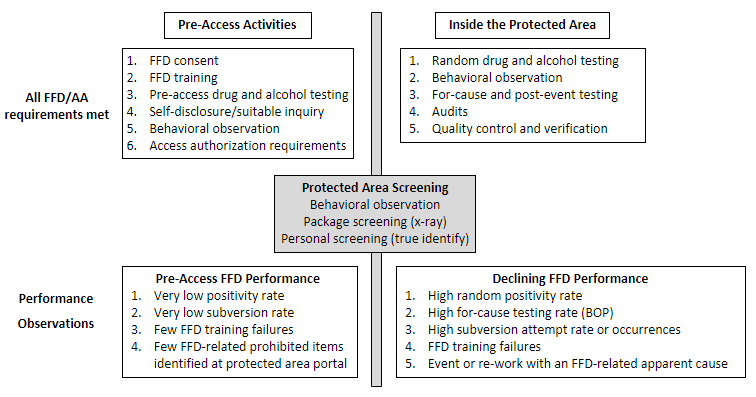 Pre-Access Activities
Inside the Protected Area
All FFD/AA
requirements met
1. FFD consent
2. FFD training
3. Pre-access drug and alcohol testing
4. Self-disclosure/suitable inquiry
5. Behavioral observation
6. Access authorization requirements
1. Random drug and alcohol testing
2. Behavioral observation
3. For-cause and post-event testing
4. Audits
5. Quality control and verification
Protected Area Screening
Behavioral observation
Package screening (x-ray)
Personal screening (true identify)
Performance
Observations
Pre-Access FFD Performance
1. Very low positivity rate
2. Very low subversion rate
3. Few FFD training failures
4. Few FFD-related prohibited items
identified at protected area portal
Declining FFD Performance
1. High random positivity rate
2. High for-cause testing rate (BOP)
3. High subversion attempt rate or occurrences
4. FFD training failures
5. Event or re-work with an FFD-related apparent cause